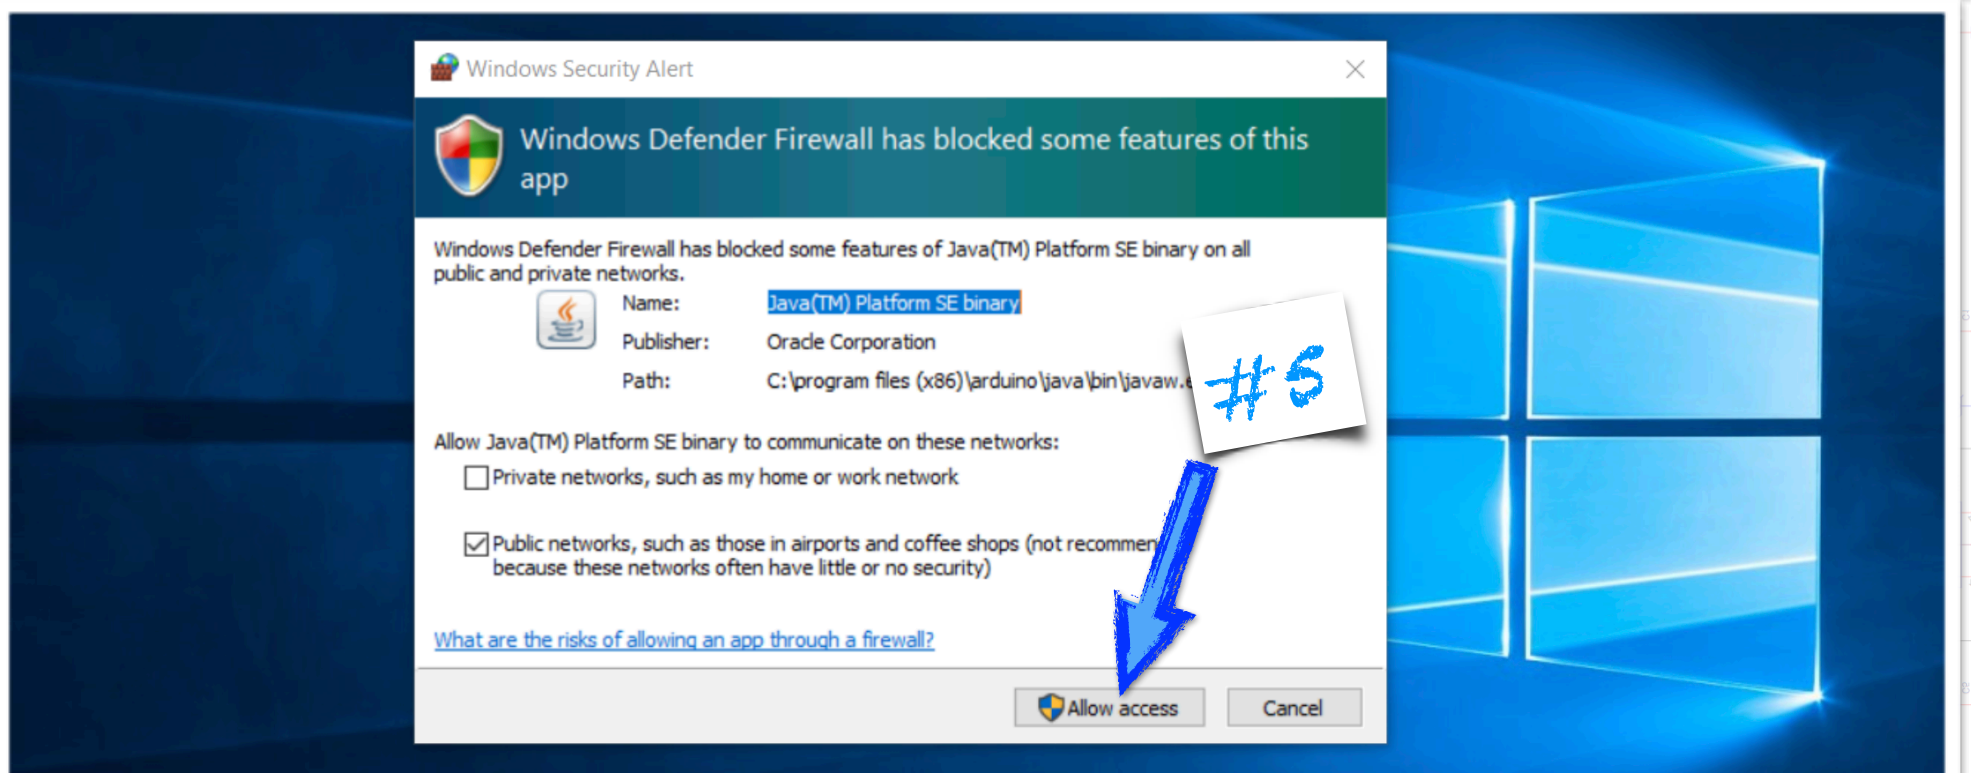 Windows Security Alert
Windows Defender Firewall has blocked some features of this
app
Windows Defender Firewall has blocked some features of Java(TM) Platform SE binary on all
public and private networks.
Name: Java(TM) Platform SE binary
Publisher: Oracle Corporation
Path: C:\program files (x86)\arduino\java\bin\javaw.
#5
Allow Java(TM) Platform SE binary to communicate on these networks:
Private networks, such as my home or work network
Public networks, such as those in airports and coffee shops (not recommen
because these networks often have little or no security)
What are the risks of allowing an app through a firewall?
Allow access Cancel